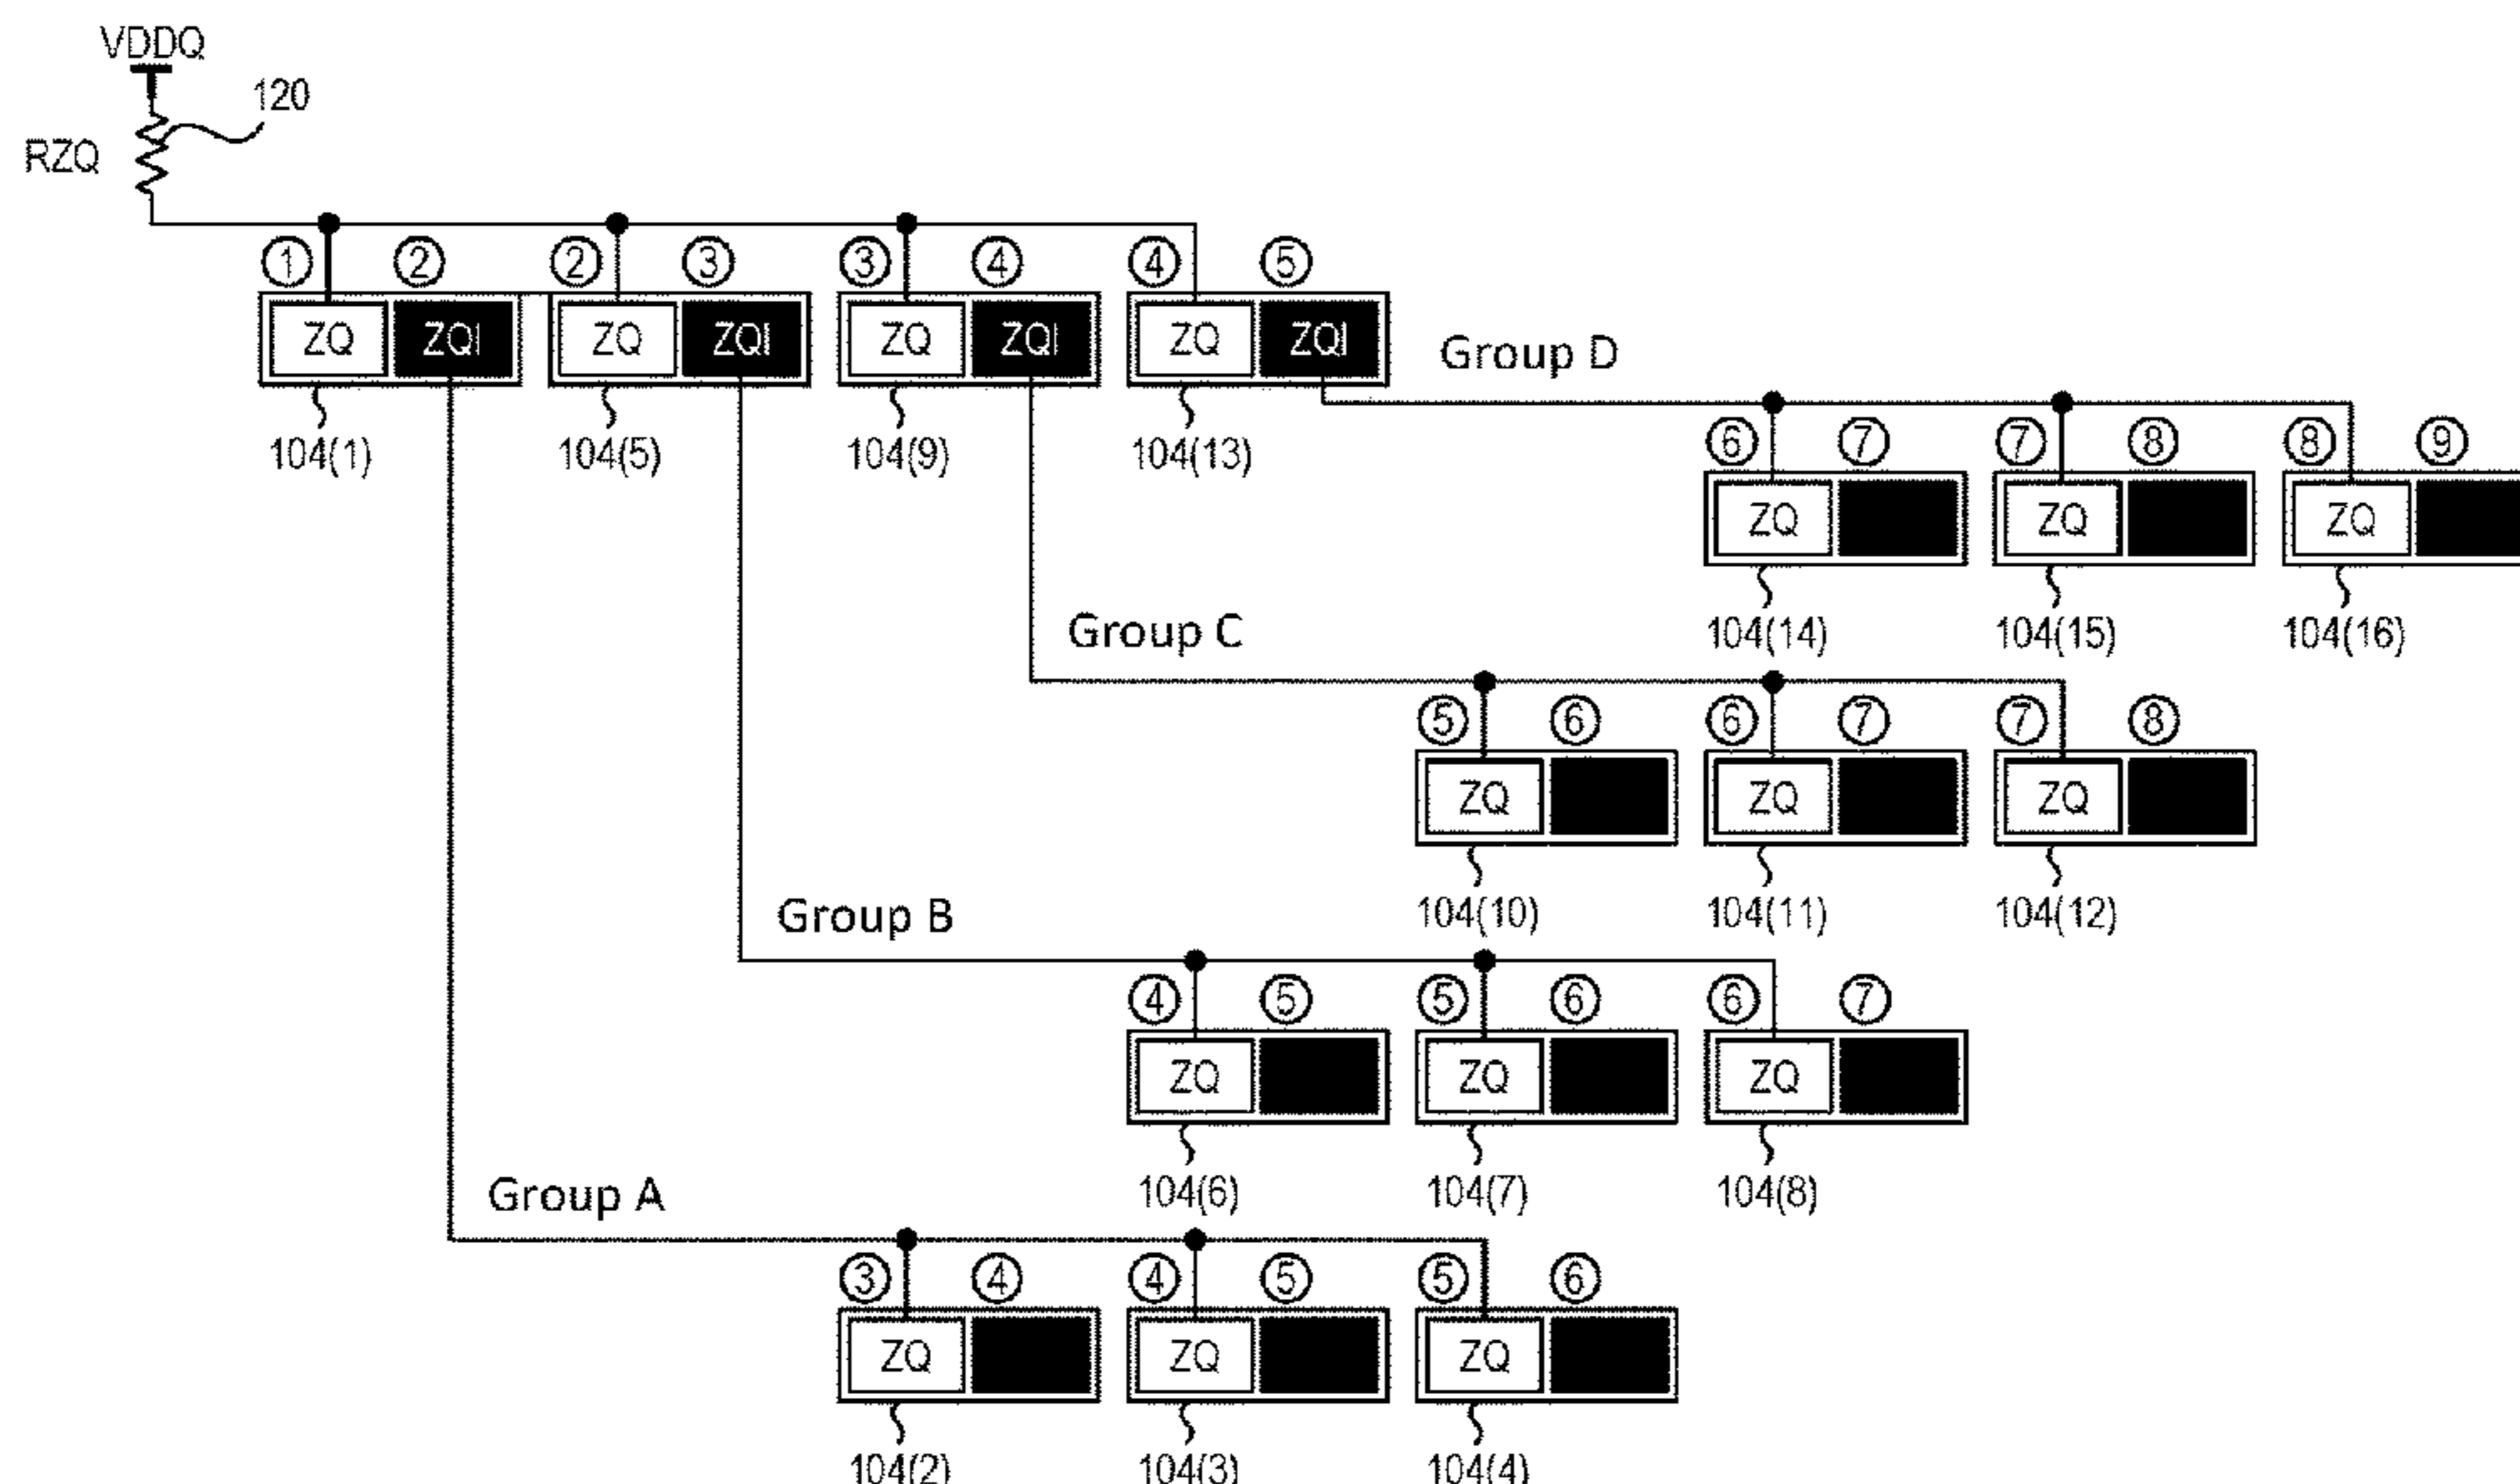 VDDQ
120
RZQ
① ② ② ③ ③ ④ ④ ⑤
ZQ ZQI ZQ ZQI ZQ ZQI ZQ ZQI
Group D
104(1) 104(5) 104(9) 104(13)
⑥ ⑦ ⑦ ⑧ ⑧ ⑨
ZQ ZQ ZQ
104(14) 104(15) 104(16)
Group C
⑤ ⑥ ⑥ ⑦ ⑦ ⑧
ZQ ZQ ZQ
104(10) 104(11) 104(12)
Group B
④ ⑤ ⑤ ⑥ ⑥ ⑦
ZQ ZQ ZQ
104(6) 104(7) 104(8)
Group A
③ ④ ④ ⑤ ⑤ ⑥
ZQ ZQ ZQ
104(2) 104(3) 104(4)